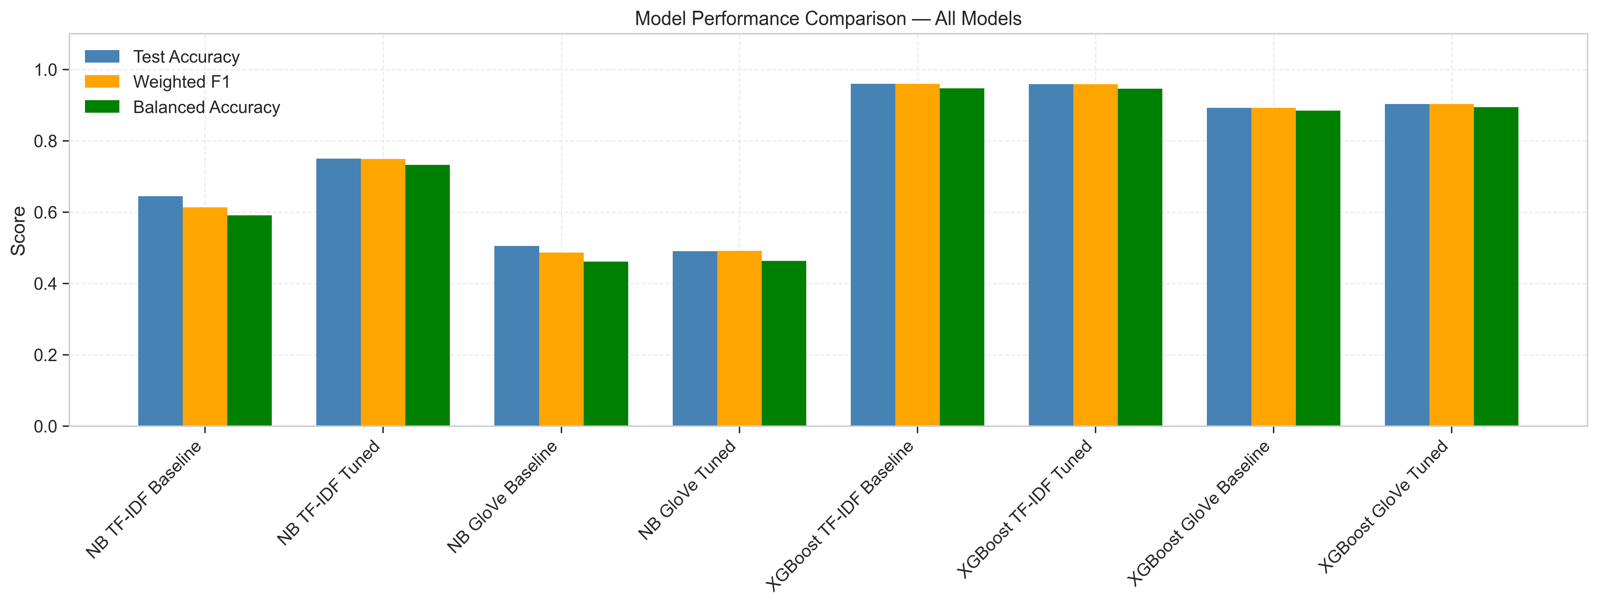 Model Performance Comparison — All Models
Test Accuracy
Weighted F1
Balanced Accuracy
Score
1.0
0.8
0.6
0.4
0.2
0.0
NB TF-IDF Baseline
NB TF-IDF Tuned
NB GloVe Baseline
NB GloVe Tuned
XGBoost TF-IDF Baseline
XGBoost TF-IDF Tuned
XGBoost GloVe Baseline
XGBoost GloVe Tuned